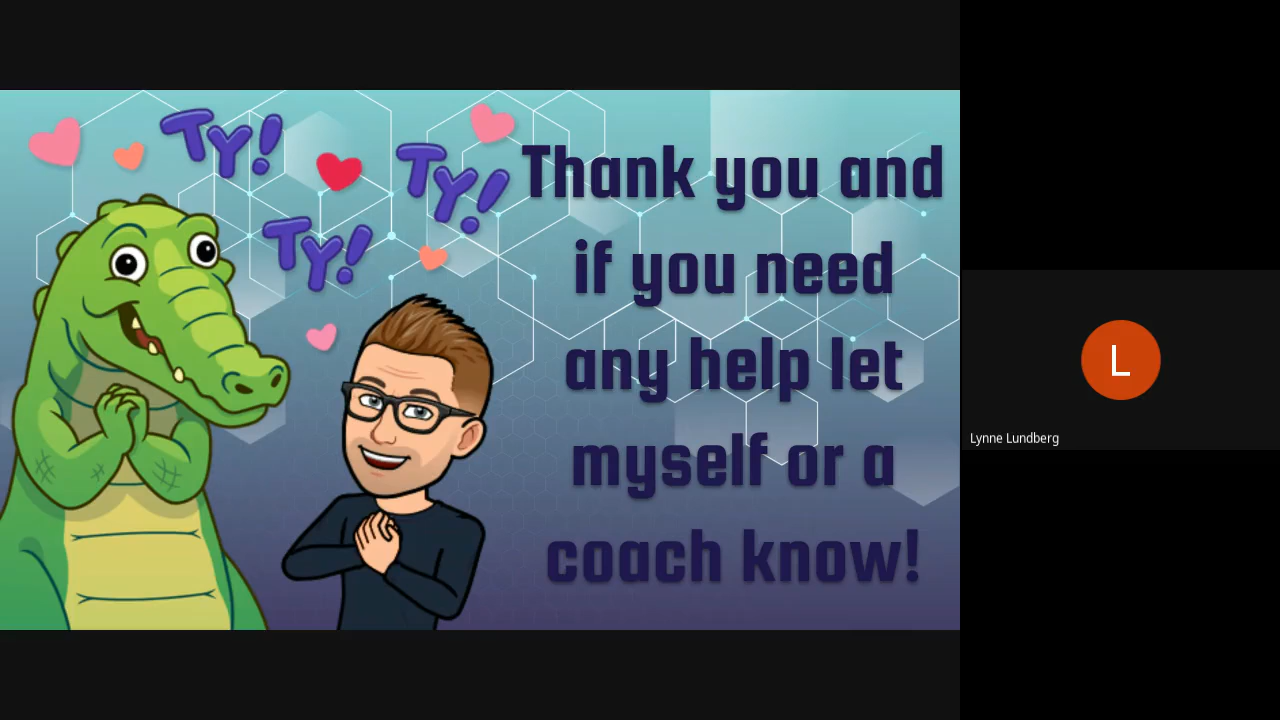 TY!
TY!
TY!
Thank you and
if you need
any help let
myself or a
coach know!
L
Lynne Lundberg